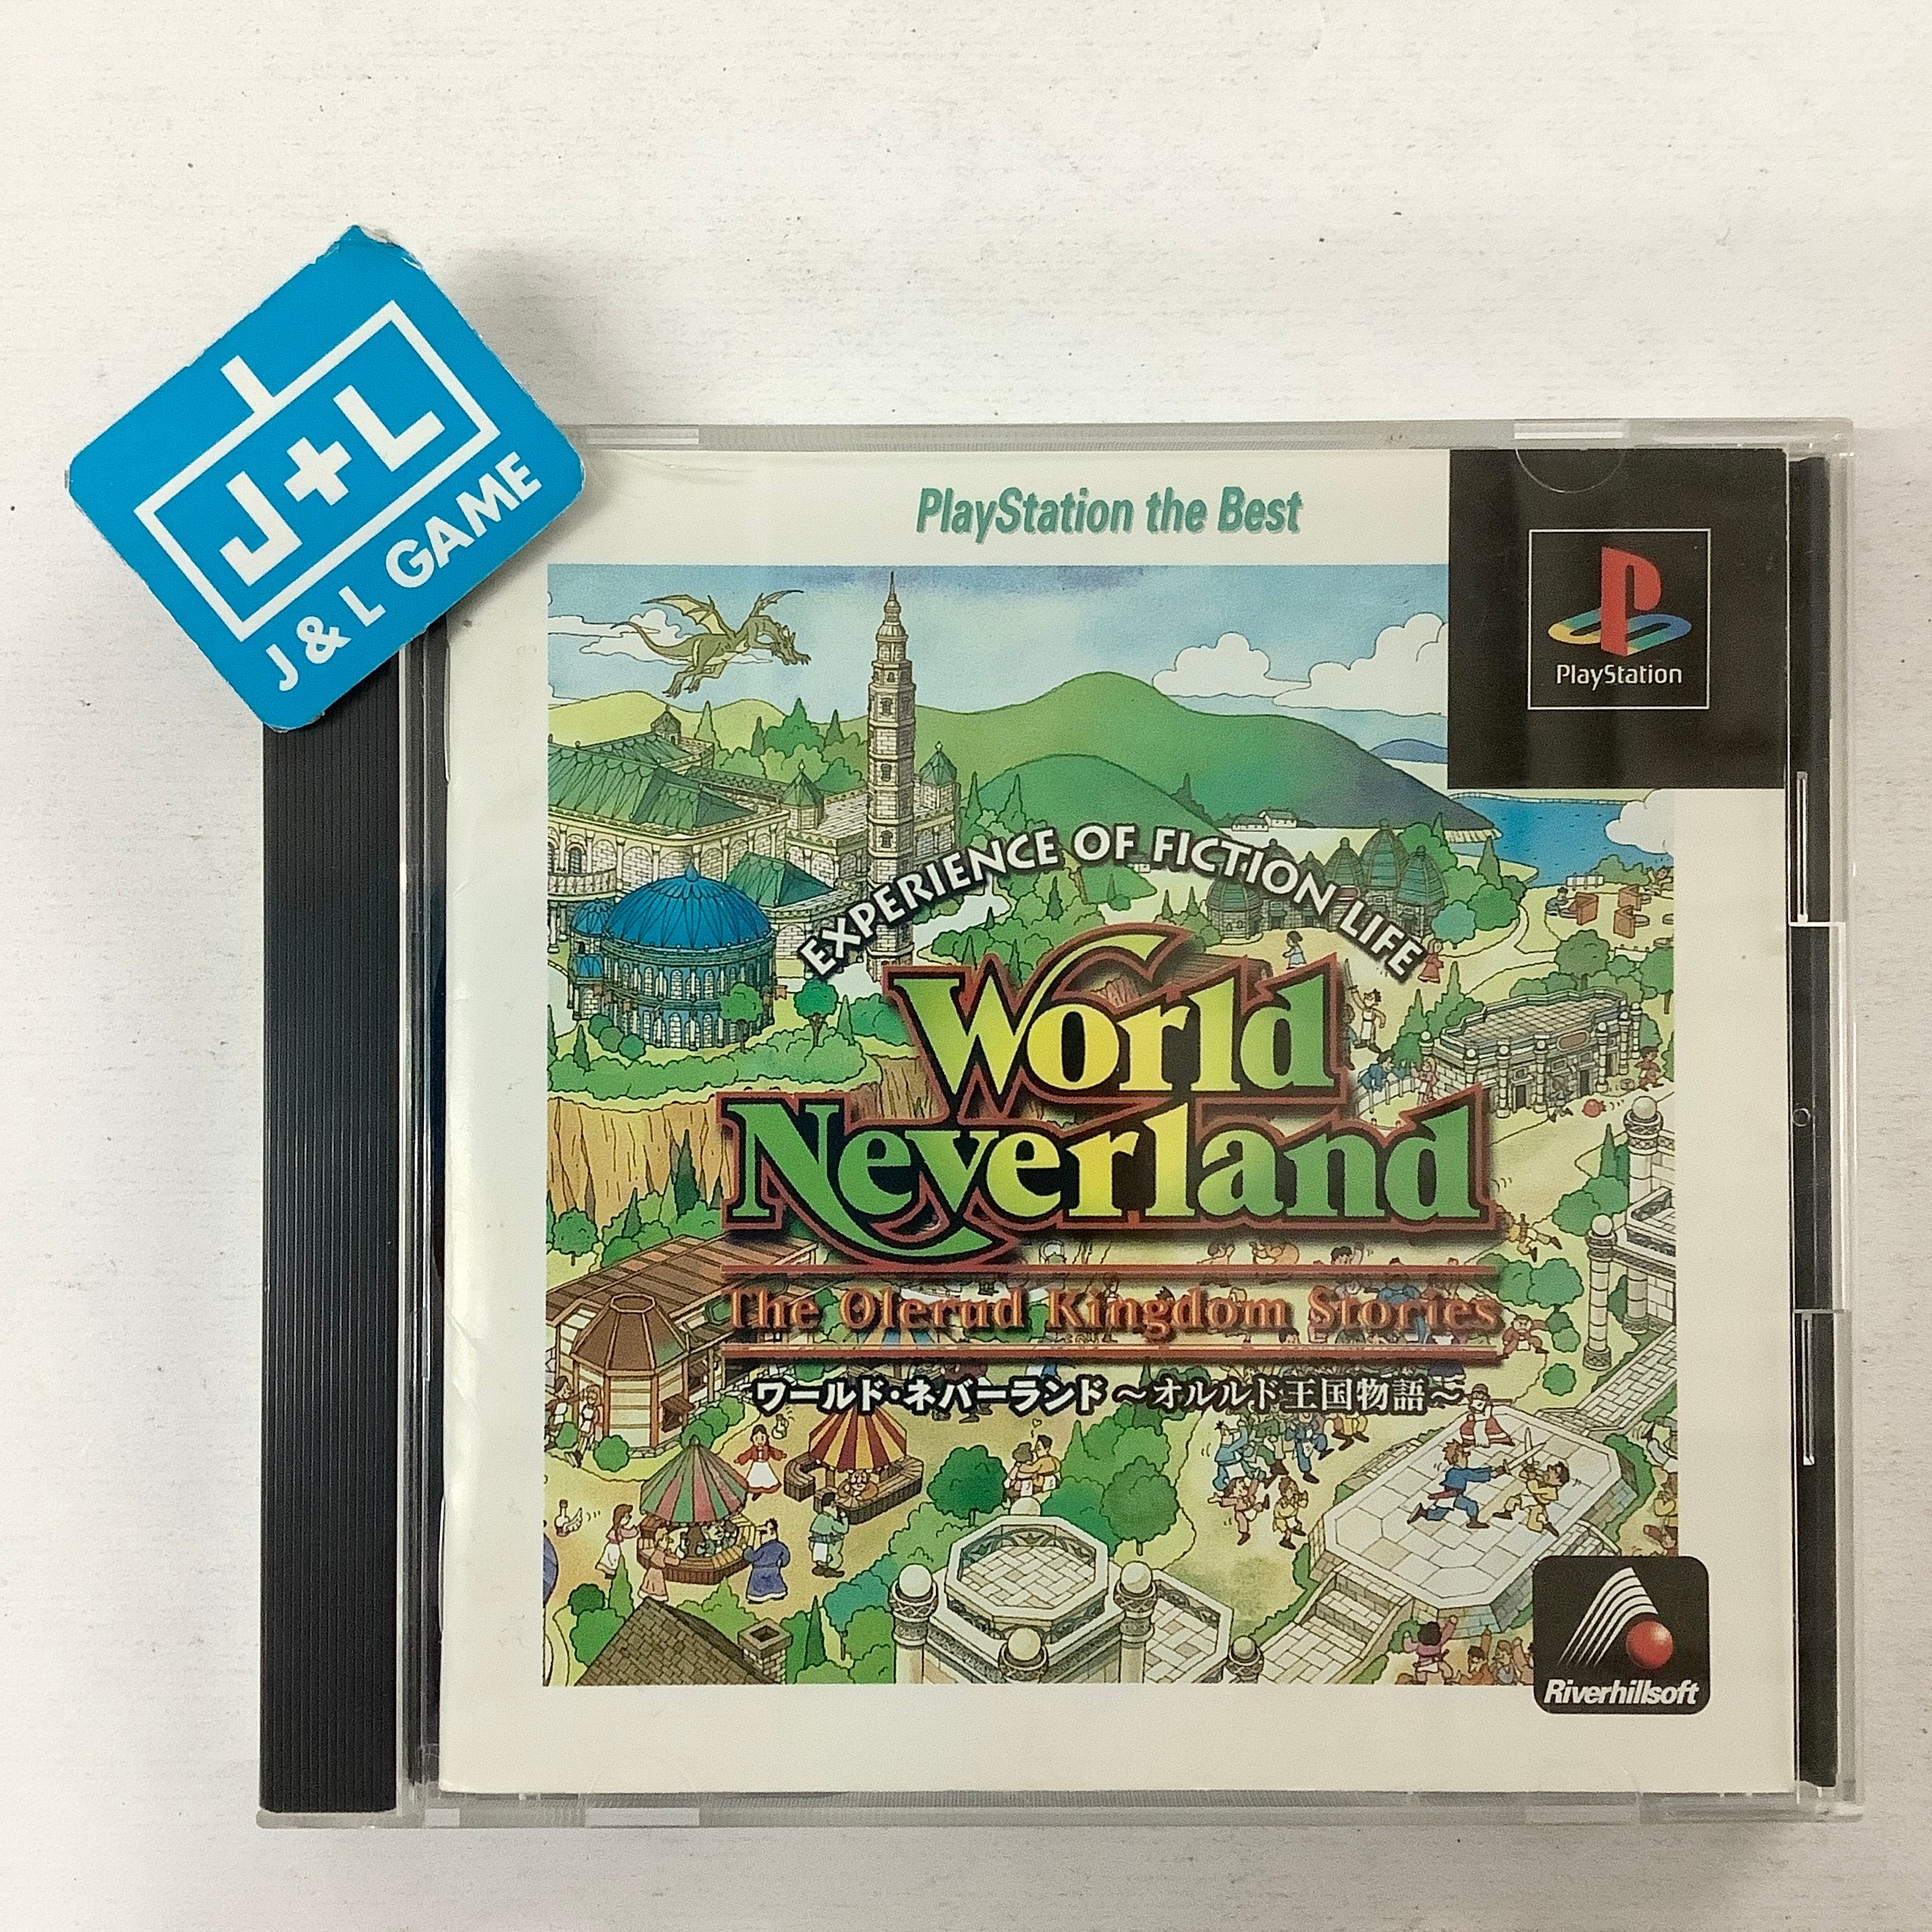 J+L
J & L GAME
PlayStation the Best
PlayStation
EXPERIENCE OF FICTION LIFE
World
Neverland
The Olerud Kingdom Stories
ワールド・ネバーランド ～オルルド王国物語～
Riverhillsoft